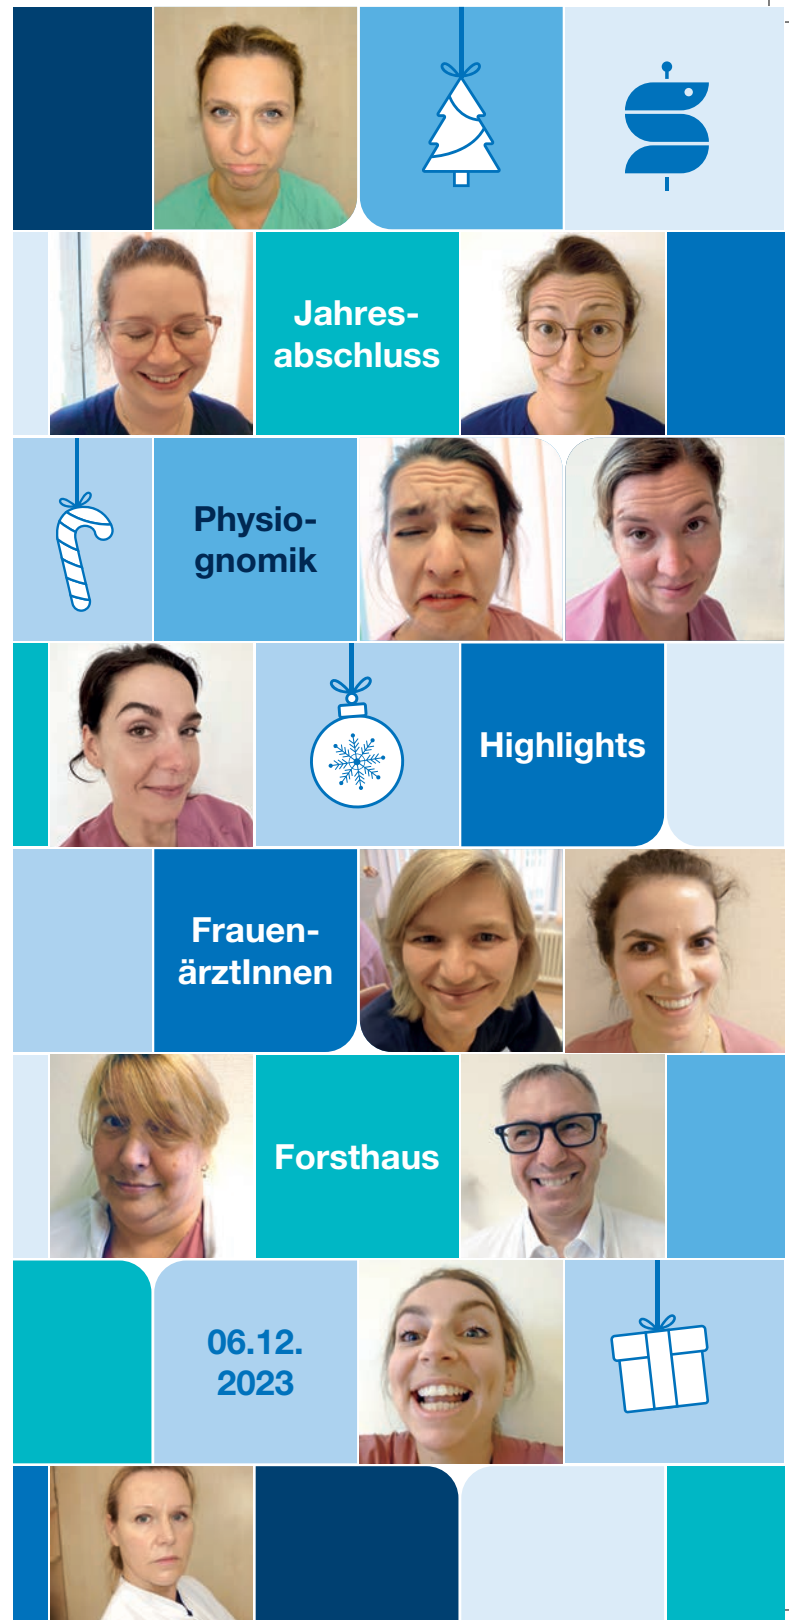 Jahres-
abschluss
Physio-
gnomik
Highlights
Frauen-
ärztInnen
Forsthaus
06.12.
2023